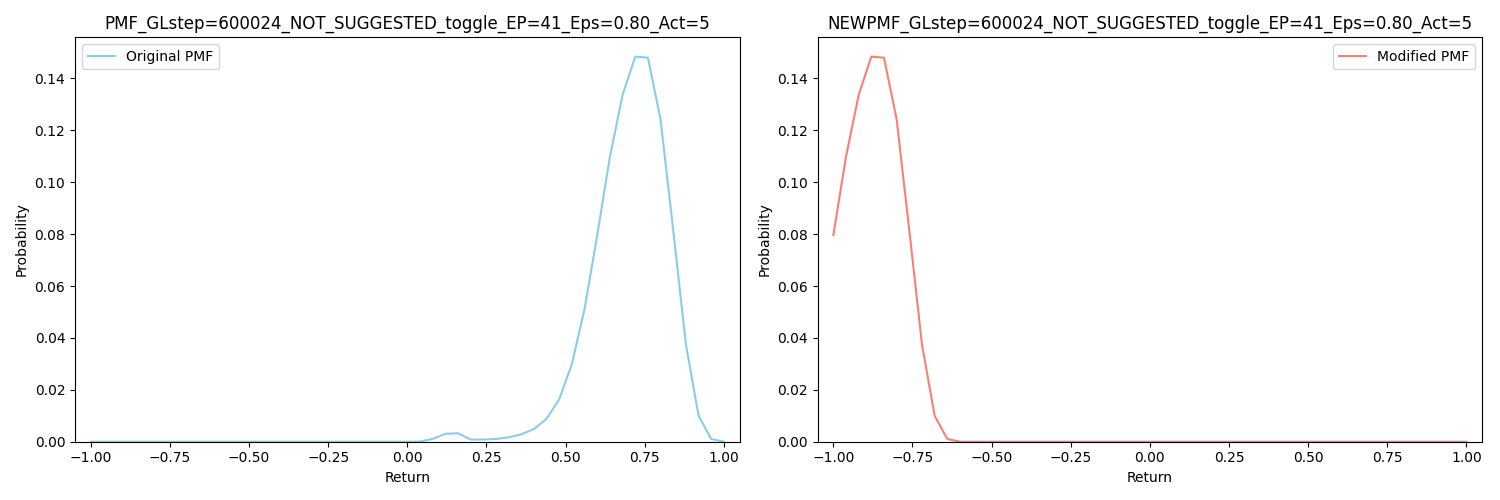 PMF_GLstep=600024_NOT_SUGGESTED_toggle_EP=41_Eps=0.80_Act=5
Original PMF
0.14
0.12
0.10
0.08
0.06
0.04
0.02
0.00
Probability
−1.00 −0.75 −0.50 −0.25 0.00 0.25 0.50 0.75 1.00
Return
NEWPMF_GLstep=600024_NOT_SUGGESTED_toggle_EP=41_Eps=0.80_Act=5
Modified PMF
0.14
0.12
0.10
0.08
0.06
0.04
0.02
0.00
Probability
−1.00 −0.75 −0.50 −0.25 0.00 0.25 0.50 0.75 1.00
Return